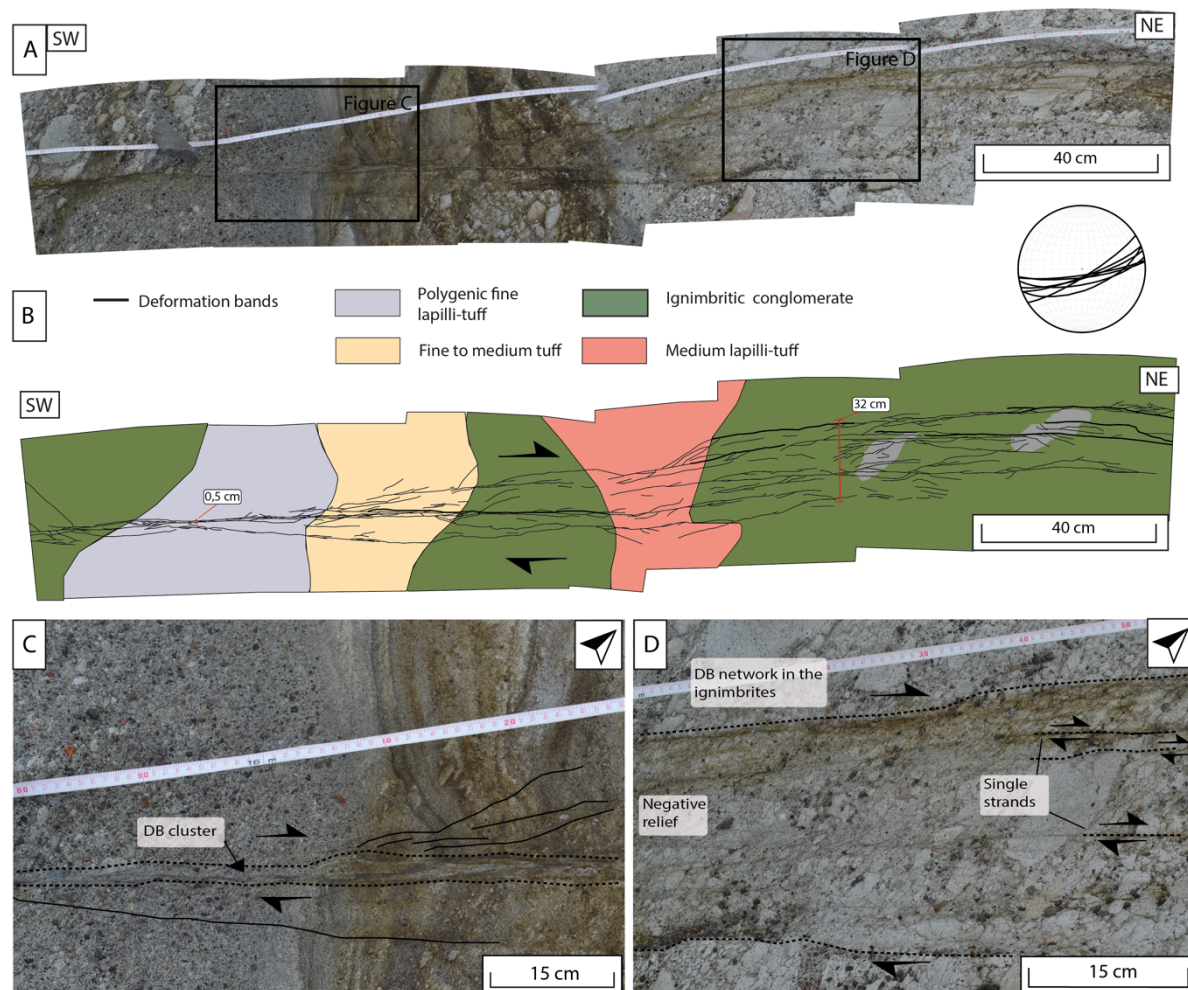 A
SW
NE
Figure C
Figure D
40 cm
B
Deformation bands
Polygenic fine
lapilli-tuff
Ignimbritic conglomerate
Fine to medium tuff
Medium lapilli-tuff
SW
NE
0,5 cm
32 cm
40 cm
C
16 m
DB cluster
15 cm
D
DB network in the
ignimbrites
Negative
relief
Single
strands
15 cm